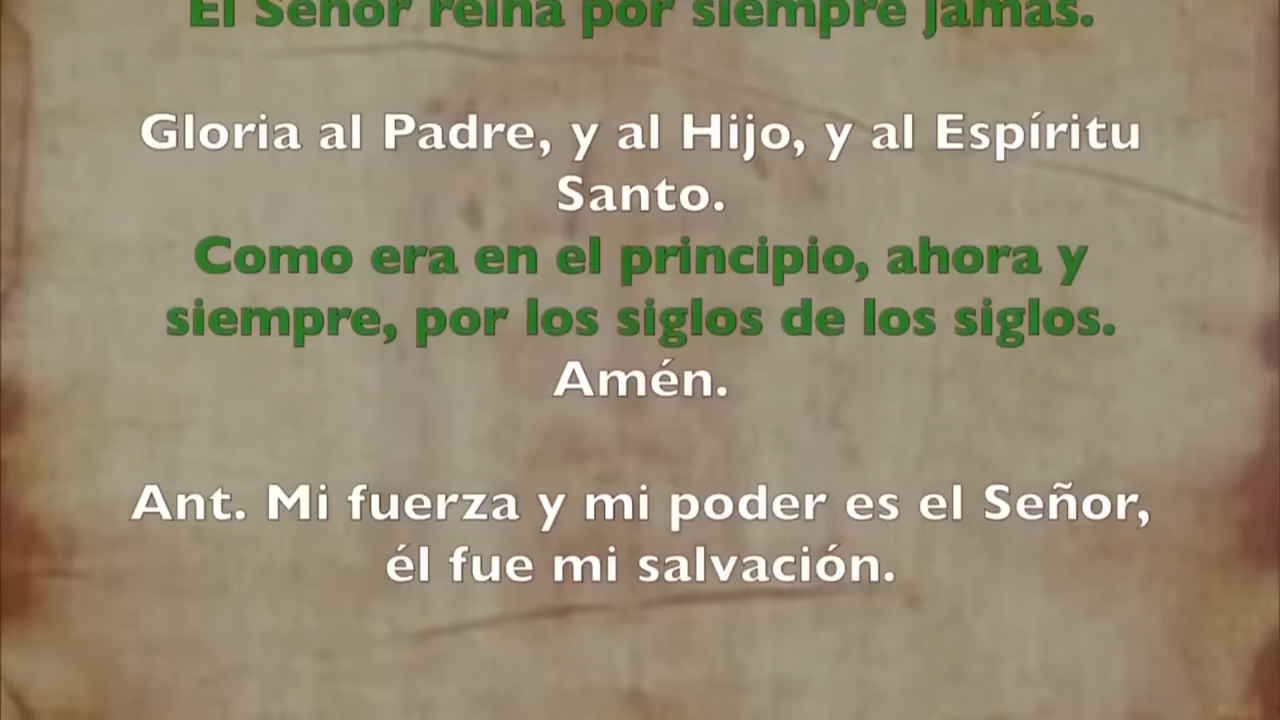 El Señor reina por siempre jamás.
Gloria al Padre, y al Hijo, y al Espíritu
Santo.
Como era en el principio, ahora y
siempre, por los siglos de los siglos.
Amén.
Ant. Mi fuerza y mi poder es el Señor,
él fue mi salvación.